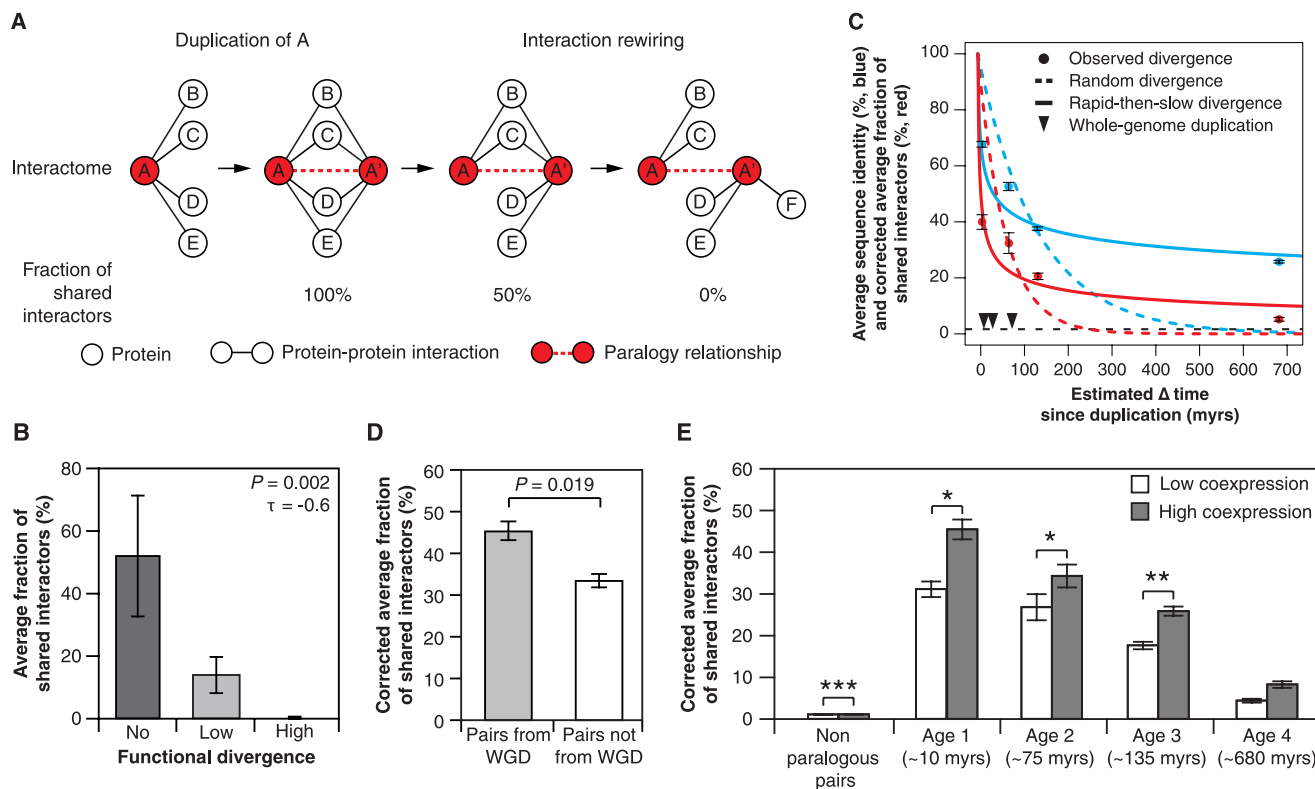 A
Duplication of A
Interaction rewiring
B
B
B
B
C
C
C
C
Interactome
A
A
A'
A
A'
A
A'
D
D
D
D
F
E
E
E
E
Fraction of
shared
interactors
100%
50%
0%
Protein
Protein-protein interaction
Paralogy relationship
C
Average sequence identity (%, blue)
and corrected average fraction of
shared interactors (%, red)
100
80
60
40
20
0
Observed divergence
Random divergence
Rapid-then-slow divergence
Whole-genome duplication
0 100 200 300 400 500 600 700
Estimated Δ time
since duplication (myrs)
B
Average fraction of
shared interactors (%)
80
60
40
20
0
P = 0.002
τ = -0.6
No Low High
Functional divergence
D
Corrected average fraction
of shared interactors (%)
60
50
40
30
20
10
0
P = 0.019
Pairs from
WGD
Pairs not
from WGD
E
Corrected average fraction
of shared interactors (%)
60
50
40
30
20
10
0
Low coexpression
High coexpression
***
*
*
**
Non
paralogous
pairs
Age 1
(~10 myrs)
Age 2
(~75 myrs)
Age 3
(~135 myrs)
Age 4
(~680 myrs)